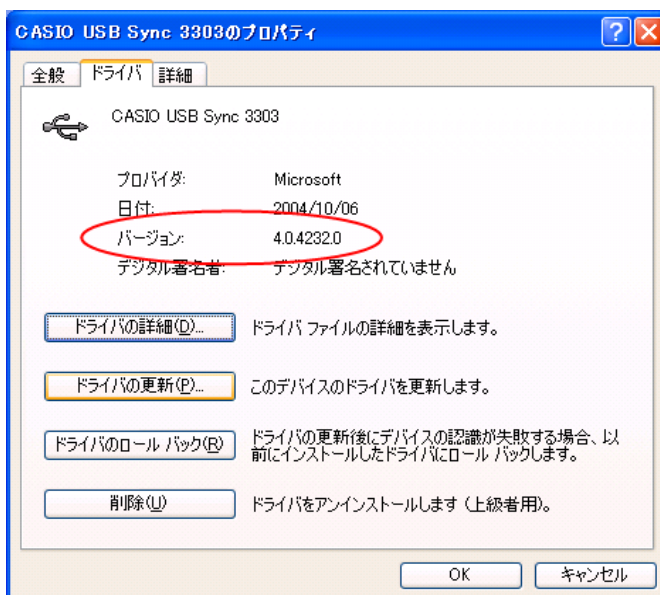 CASIO USB Sync 3303のプロパティ
全般 ドライバ 詳細
CASIO USB Sync 3303
プロバイダ: Microsoft
日付: 2004/10/06
バージョン: 4.0.4232.0
デジタル署名者: デジタル署名されていません
ドライバの詳細(D)... ドライバ ファイルの詳細を表示します。
ドライバの更新(P)... このデバイスのドライバを更新します。
ドライバのロール バック(R) ドライバの更新後にデバイスの認識が失敗する場合、以
前にインストールしたドライバにロール バックします。
削除(U) ドライバをアンインストールします (上級者用)。
OK キャンセル